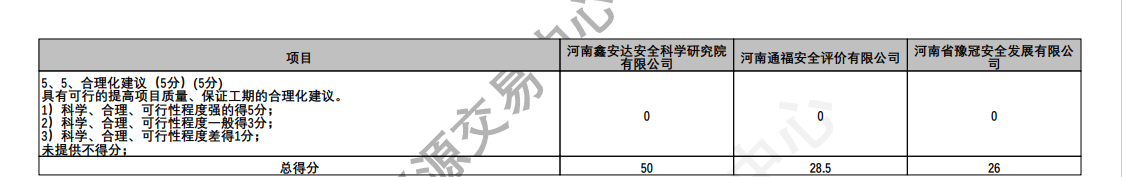 项目
河南鑫安达安全科学研究院
有限公司
河南通福安全评价有限公司
河南省豫冠安全发展有限公
司
5、5、合理化建议（5分）(5分)
具有可行的提高项目质量、保证工期的合理化建议。
1）科学、合理、可行性程度强的得5分；
2）科学、合理、可行性程度一般得3分；
3）科学、合理、可行性程度差得1分；
未提供不得分；
0
0
0
总得分
50
28.5
26
源交易中心
中心